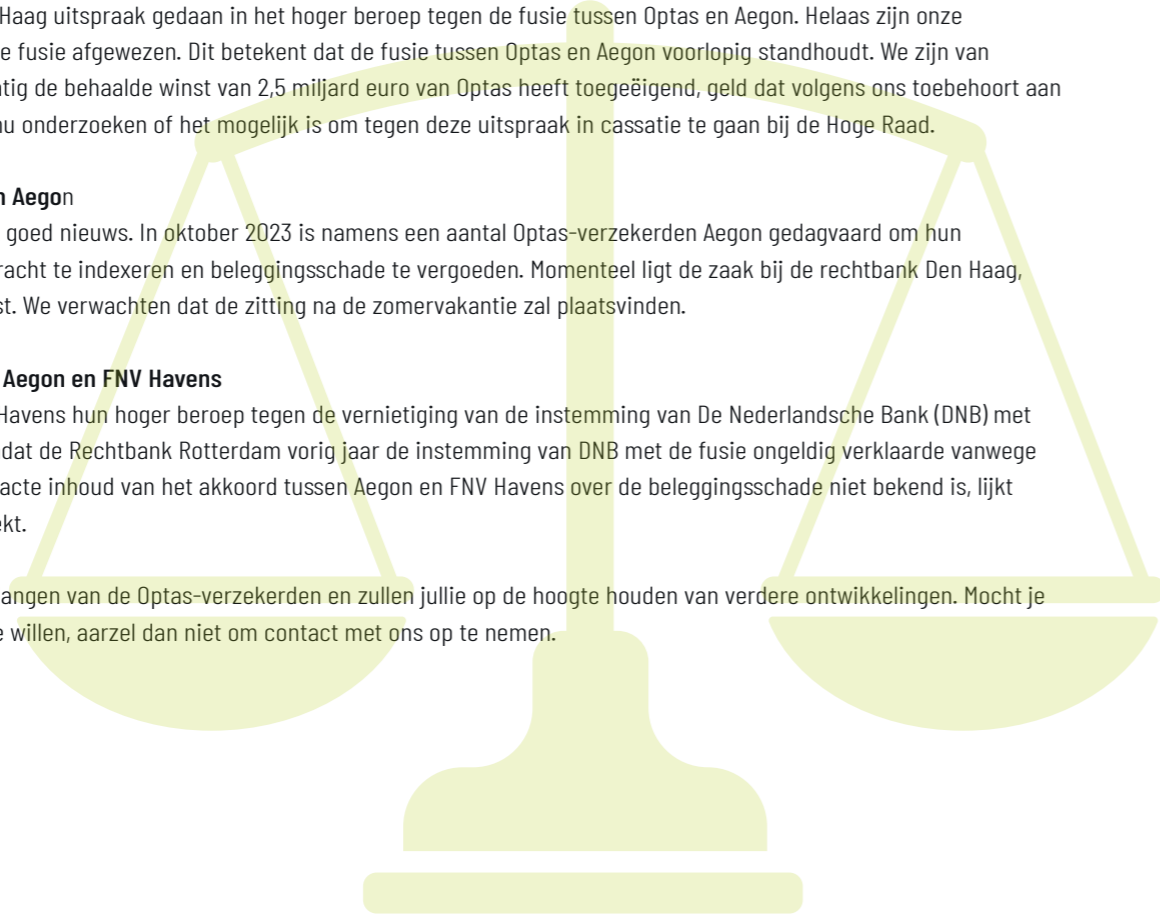 Haag uitspraak gedaan in het hoger beroep tegen de fusie tussen Optas en Aegon. Helaas zijn onze
e fusie afgewezen. Dit betekent dat de fusie tussen Optas en Aegon voorlopig standhoudt. We zijn van
tig de behaalde winst van 2,5 miljard euro van Optas heeft toegeëigend, geld dat volgens ons toebehoort aan
nu onderzoeken of het mogelijk is om tegen deze uitspraak in cassatie te gaan bij de Hoge Raad.
n Aegon
goed nieuws. In oktober 2023 is namens een aantal Optas-verzekerden Aegon gedagvaard om hun
racht te indexeren en beleggingsschade te vergoeden. Momenteel ligt de zaak bij de rechtbank Den Haag,
st. We verwachten dat de zitting na de zomervakantie zal plaatsvinden.
Aegon en FNV Havens
Havens hun hoger beroep tegen de vernietiging van de instemming van De Nederlandsche Bank (DNB) met
dat de Rechtbank Rotterdam vorig jaar de instemming van DNB met de fusie ongeldig verklaarde vanwege
acte inhoud van het akkoord tussen Aegon en FNV Havens over de beleggingsschade niet bekend is, lijkt
ekt.
angen van de Optas-verzekerden en zullen jullie op de hoogte houden van verdere ontwikkelingen. Mocht je
e willen, aarzel dan niet om contact met ons op te nemen.